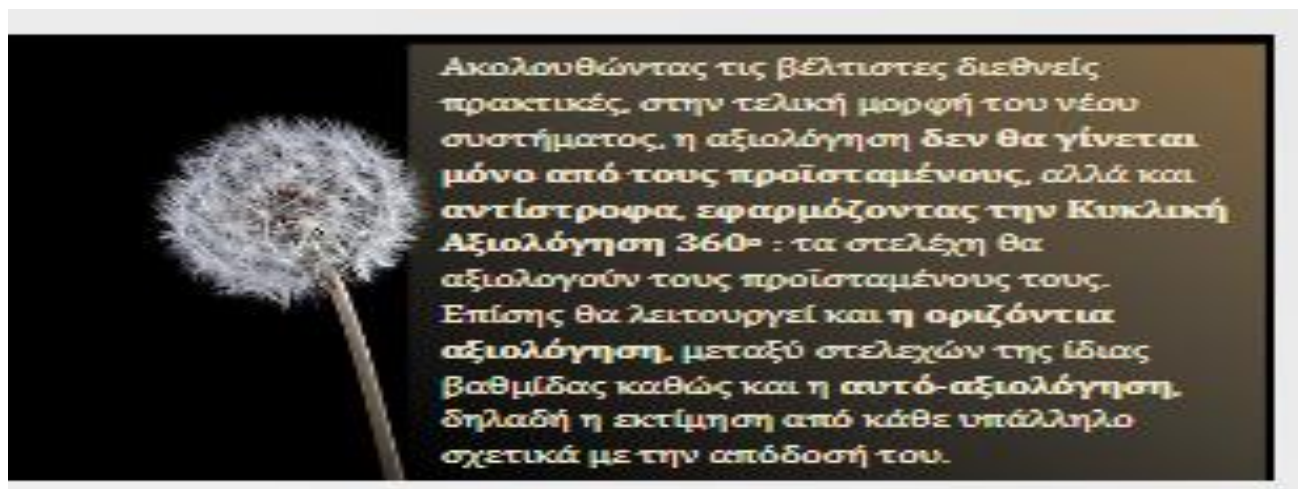 Ακολουθώντας τις βέλτιστες διεθνείς
πρακτικές, στην τελική μορφή του νέου
συστήματος, η αξιολόγηση δεν θα γίνεται
μόνο από τους προϊσταμένους, αλλά και
αντίστροφα, εφαρμόζοντας την Κυκλική
Αξιολόγηση 360º : τα στελέχη θα
αξιολογούν τους προϊσταμένους τους.
Επίσης θα λειτουργεί και η οριζόντια
αξιολόγηση, μεταξύ στελεχών της ίδιας
βαθμίδας καθώς και η αυτό-αξιολόγηση,
δηλαδή η εκτίμηση από κάθε υπάλληλο
σχετικά με την απόδοσή του.